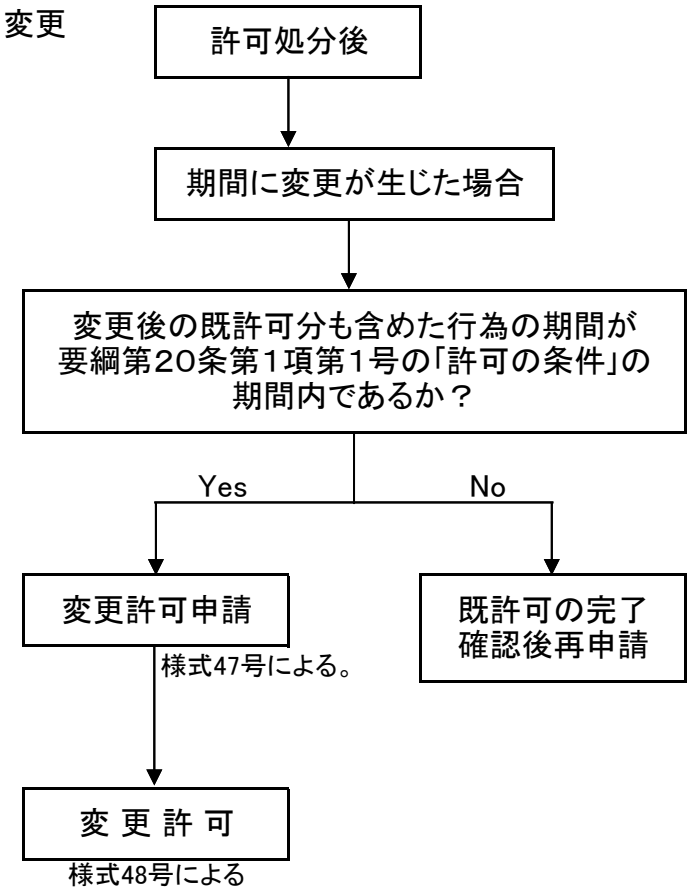 変更
許可処分後
期間に変更が生じた場合
変更後の既許可分も含めた行為の期間が
要綱第２０条第１項第１号の「許可の条件」の
期間内であるか？
Yes
No
変更許可申請
様式47号による。
既許可の完了
確認後再申請
変 更 許 可
様式48号による